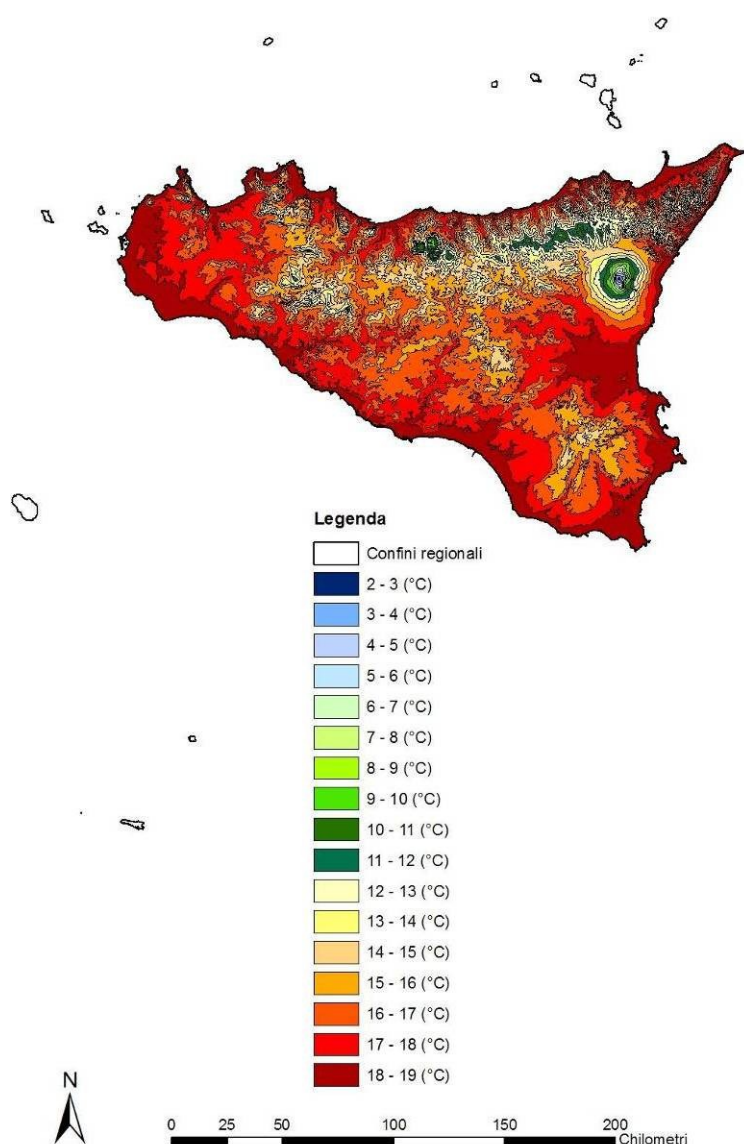 Legenda
Confini regionali
2 - 3 (°C)
3 - 4 (°C)
4 - 5 (°C)
5 - 6 (°C)
6 - 7 (°C)
7 - 8 (°C)
8 - 9 (°C)
9 - 10 (°C)
10 - 11 (°C)
11 - 12 (°C)
12 - 13 (°C)
13 - 14 (°C)
14 - 15 (°C)
15 - 16 (°C)
16 - 17 (°C)
17 - 18 (°C)
18 - 19 (°C)
N
0 25 50 100 150 200
Chilometri